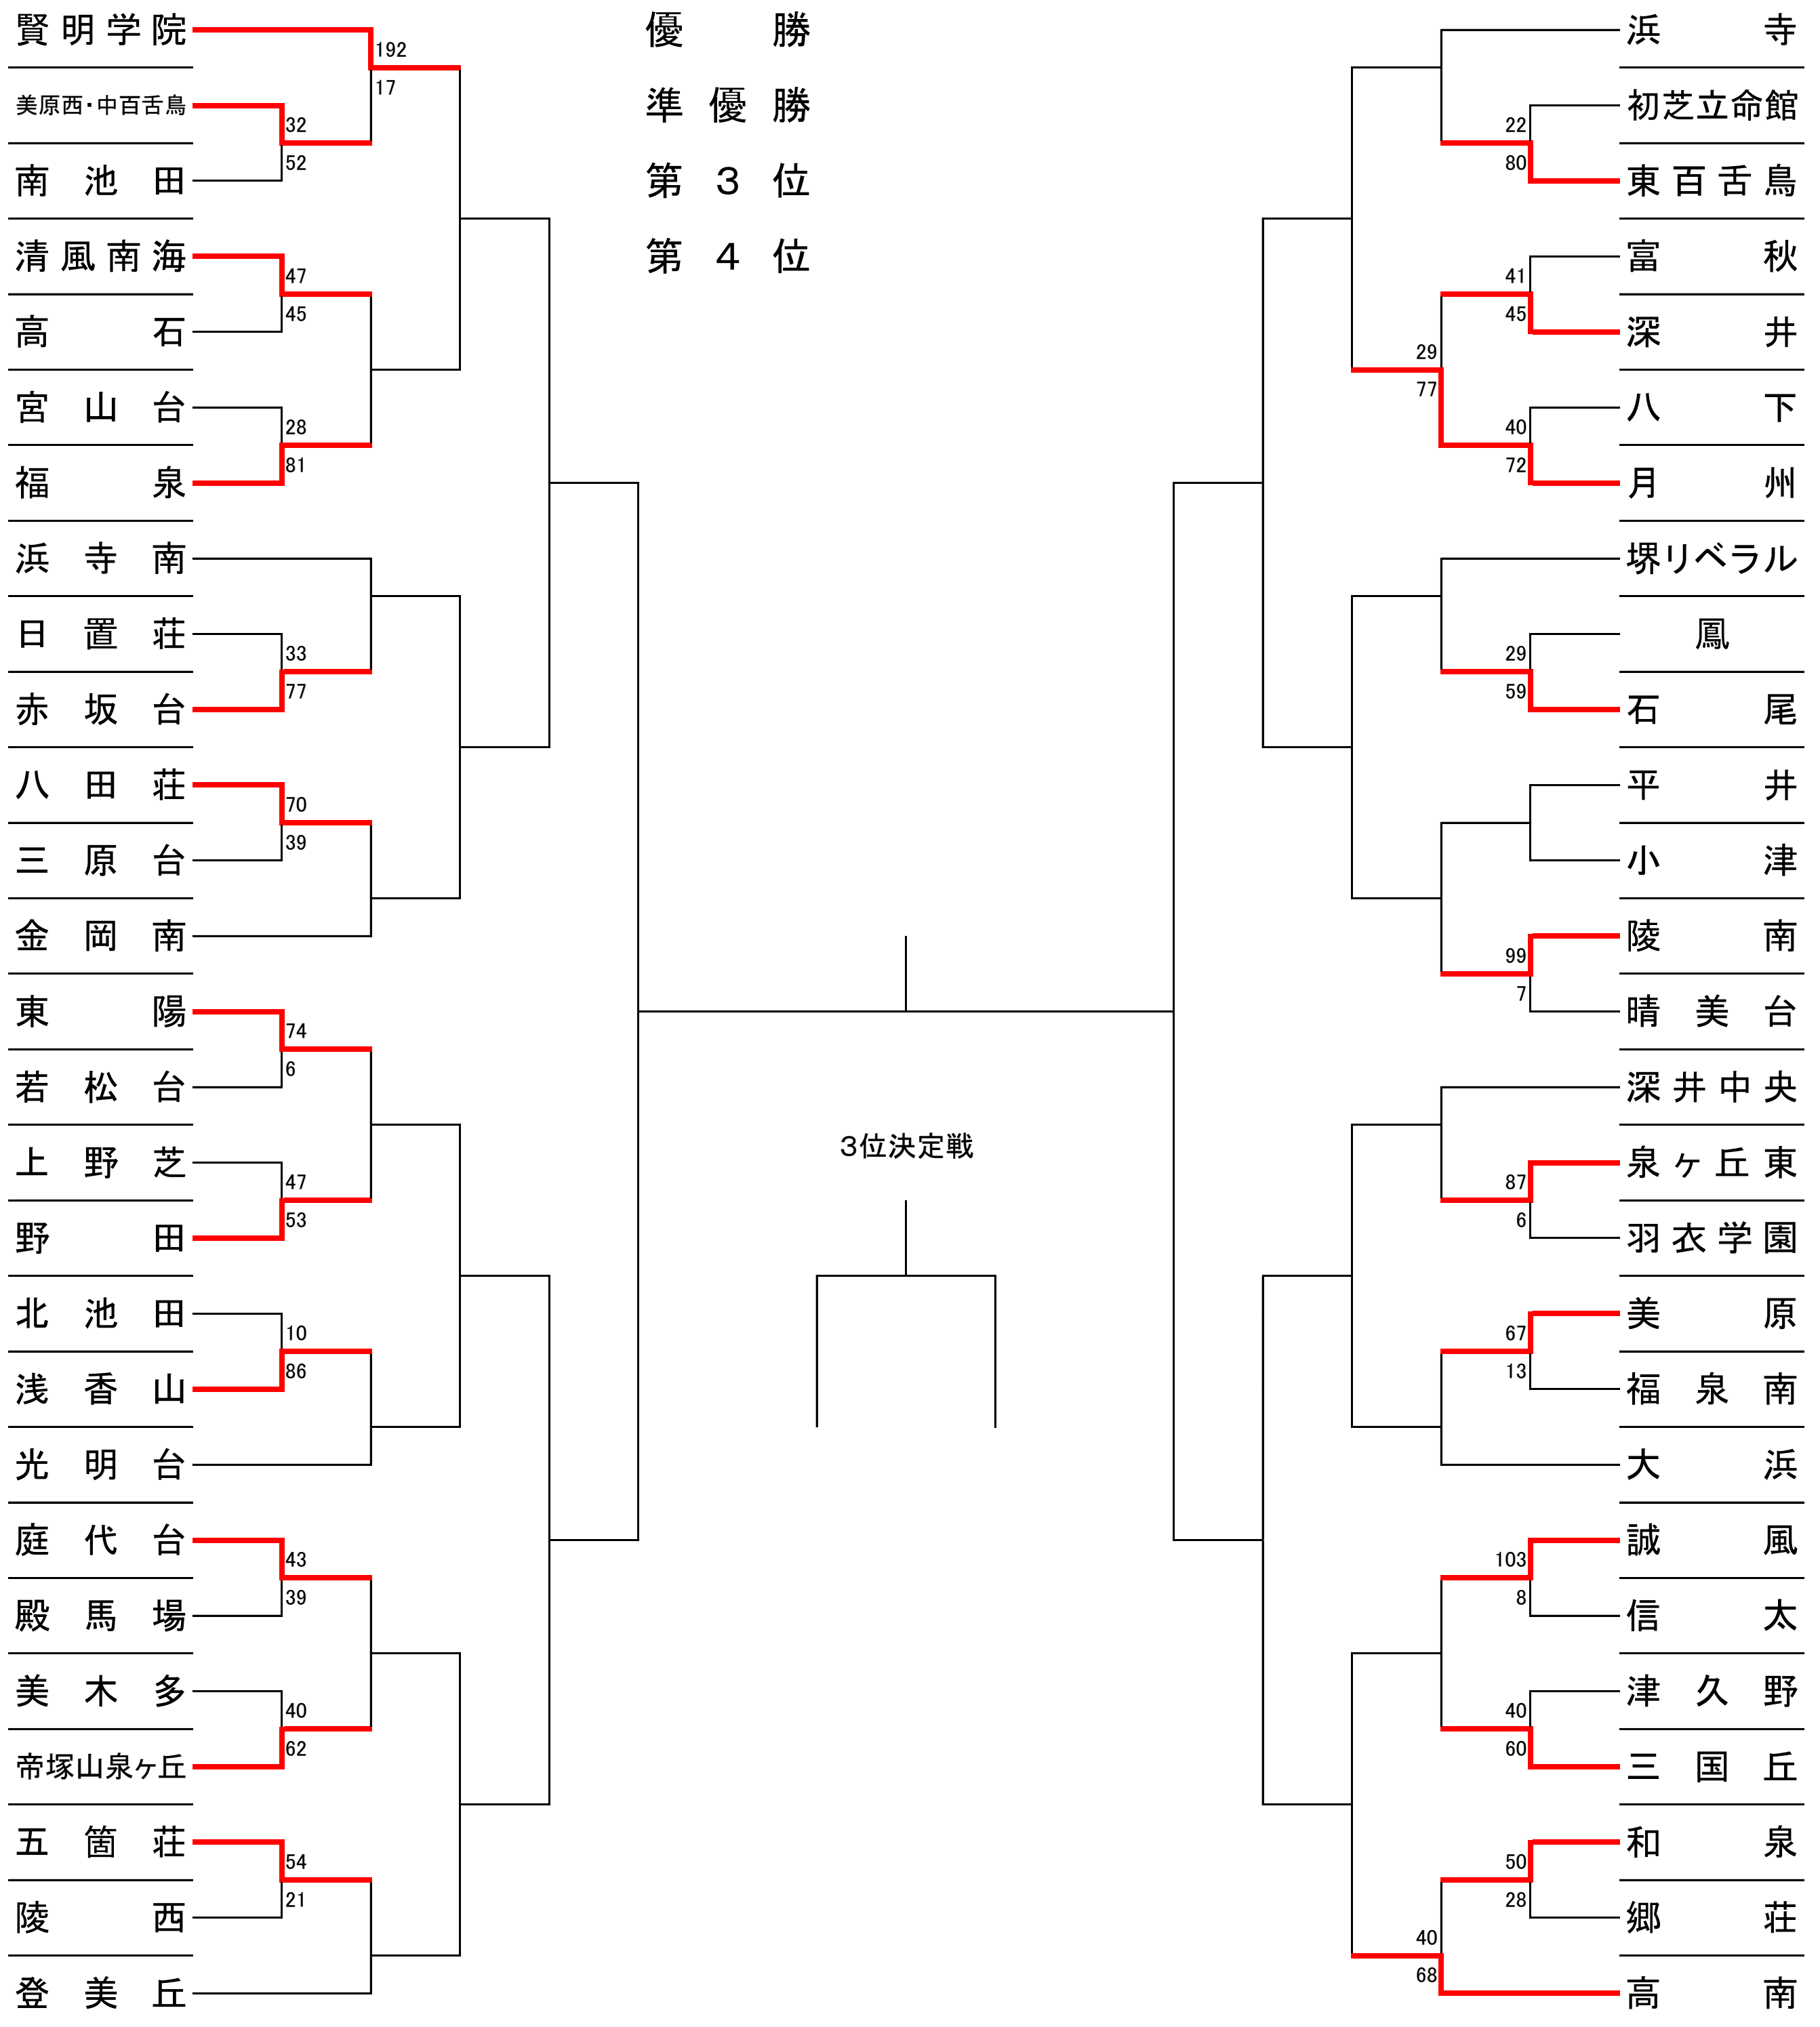 賢明学院
192
17
美原西・中百舌鳥
32
52
南池田
清風南海
47
45
高石
宮山台
28
81
福泉
浜寺南
日置荘
33
77
赤坂台
八田荘
70
39
三原台
金岡南
東陽
74
6
若松台
上野芝
47
53
野田
北池田
10
86
浅香山
光明台
庭代台
43
39
殿馬場
美木多
40
62
帝塚山泉ヶ丘
五箇荘
54
21
陵西
登美丘
優勝
準優勝
第3位
第4位
3位決定戦
浜寺
初芝立命館
22
80
東百舌鳥
富秋
41
45
深井
29
77
八下
40
72
月州
堺リベラル
鳳
29
59
石尾
平井
小津
陵南
99
7
晴美台
深井中央
泉ヶ丘東
87
6
羽衣学園
美原
67
13
福泉南
大浜
誠風
103
8
信太
津久野
40
60
三国丘
和泉
50
28
郷荘
40
68
高南